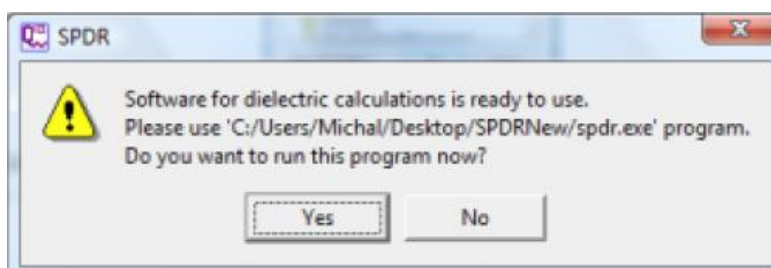 SPDR
Software for dielectric calculations is ready to use.
Please use 'C:/Users/Michal/Desktop/SPDRNew/spdr.exe' program.
Do you want to run this program now?
Yes
No